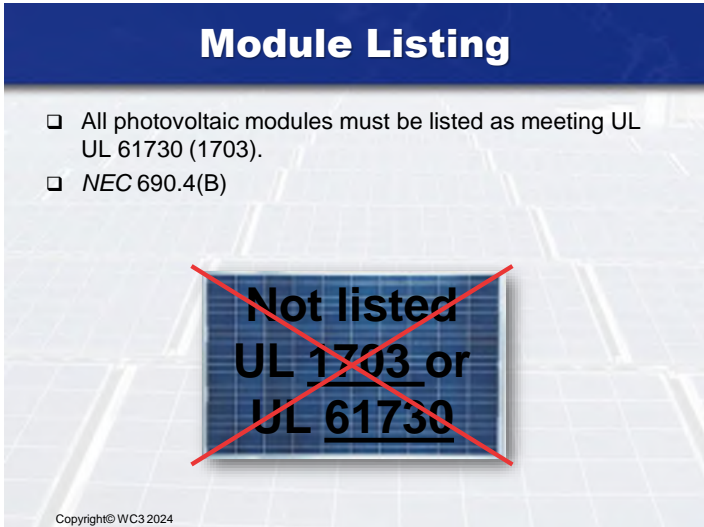 Module Listing
All photovoltaic modules must be listed as meeting UL
UL 61730 (1703).
NEC 690.4(B)
Not listed
UL 1703 or
UL 61730
Copyright© WC3 2024